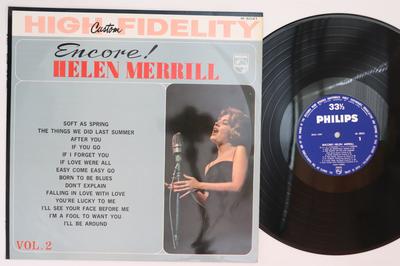 HIGH FIDELITY
Custom
Encore!
HELEN MERRILL
PHILIPS
SOFT AS SPRING
THE THINGS WE DID LAST SUMMER
AFTER YOU
IF YOU GO
IF I FORGET YOU
IF LOVE WERE ALL
EASY COME EASY GO
BORN TO BE BLUES
DON'T EXPLAIN
FALLING IN LOVE WITH LOVE
YOU'RE LUCKY TO ME
I'LL SEE YOUR FACE BEFORE ME
I'M A FOOL TO WANT YOU
I'LL BE AROUND
VOL. 2
33⅓
PHILIPS